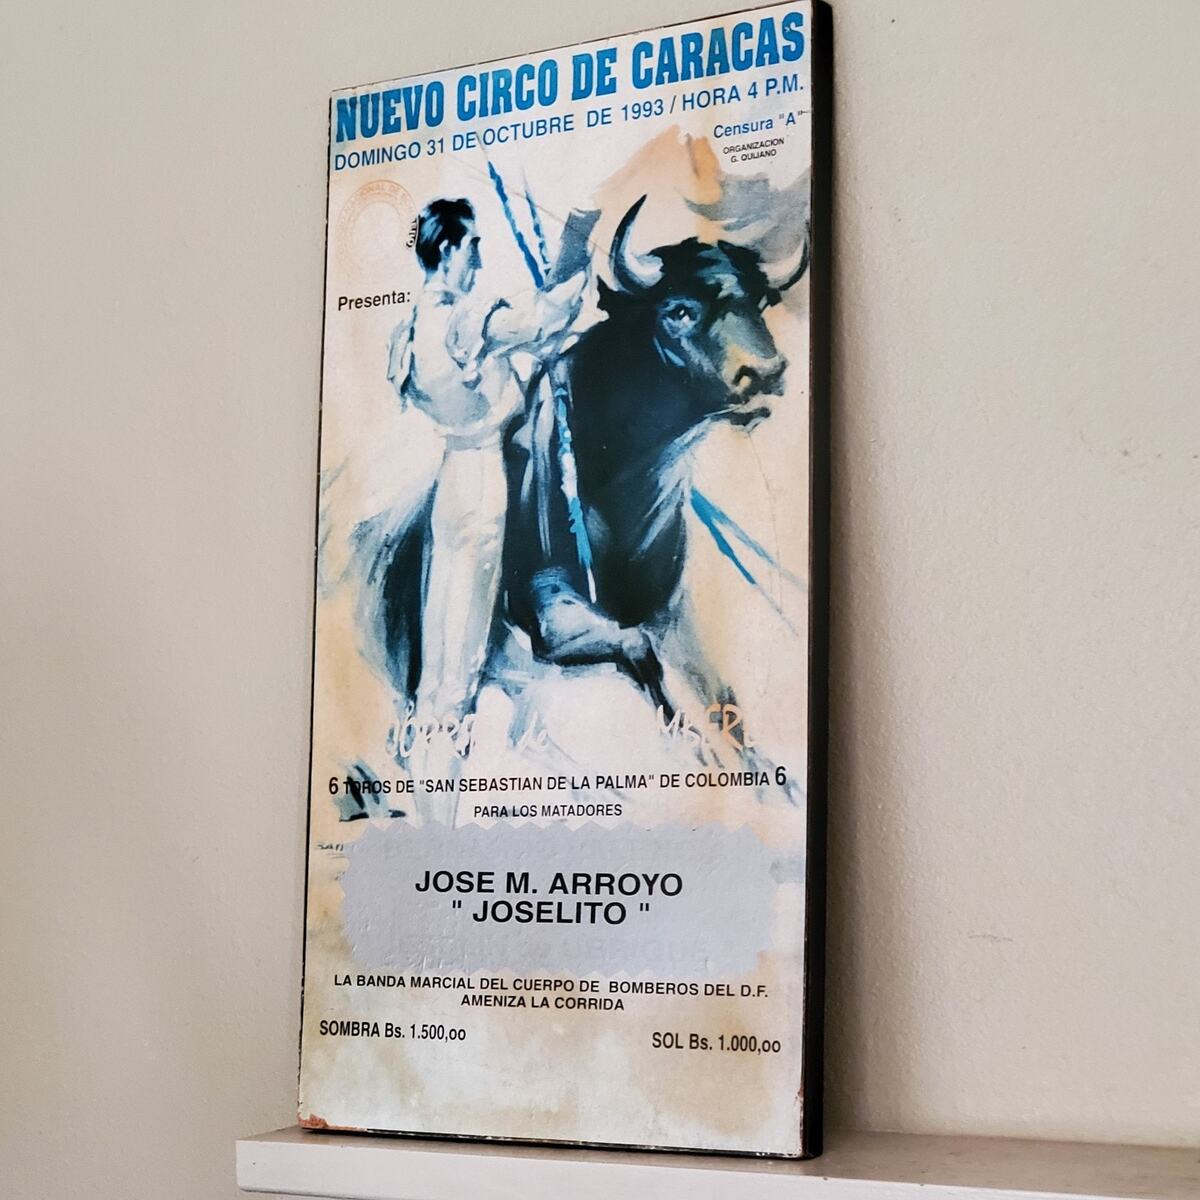 NUEVO CIRCO DE CARACAS
DOMINGO 31 DE OCTUBRE DE 1993 / HORA 4 P.M.
Censura "A"
ORGANIZACION
G. QUIJANO
Presenta:
6 TOROS DE "SAN SEBASTIAN DE LA PALMA" DE COLOMBIA 6
PARA LOS MATADORES
JOSE M. ARROYO
" JOSELITO "
LA BANDA MARCIAL DEL CUERPO DE BOMBEROS DEL D.F.
AMENIZA LA CORRIDA
SOMBRA Bs. 1.500,oo
SOL Bs. 1.000,oo